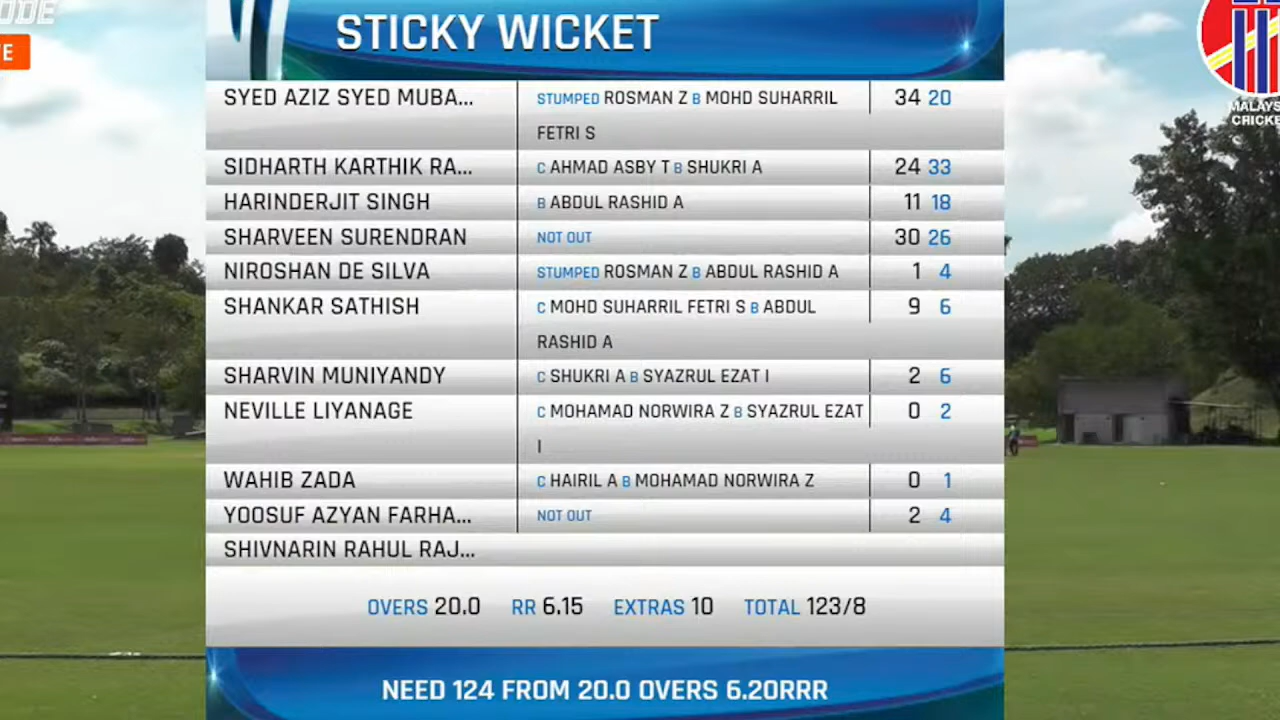 ODE
E
STICKY WICKET
MALAYS
CRICKE
SYED AZIZ SYED MUBA... STUMPED ROSMAN Z B MOHD SUHARRIL 34 20
FETRI S
SIDHARTH KARTHIK RA... C AHMAD ASBY T B SHUKRI A 24 33
HARINDERJIT SINGH B ABDUL RASHID A 11 18
SHARVEEN SURENDRAN NOT OUT 30 26
NIROSHAN DE SILVA STUMPED ROSMAN Z B ABDUL RASHID A 1 4
SHANKAR SATHISH C MOHD SUHARRIL FETRI S B ABDUL 9 6
RASHID A
SHARVIN MUNIYANDY C SHUKRI A B SYAZRUL EZAT I 2 6
NEVILLE LIYANAGE C MOHAMAD NORWIRA Z B SYAZRUL EZAT 0 2
I
WAHIB ZADA C HAIRIL A B MOHAMAD NORWIRA Z 0 1
YOOSUF AZYAN FARHA... NOT OUT 2 4
SHIVNARIN RAHUL RAJ...
OVERS 20.0 RR 6.15 EXTRAS 10 TOTAL 123/8
NEED 124 FROM 20.0 OVERS 6.20RRR